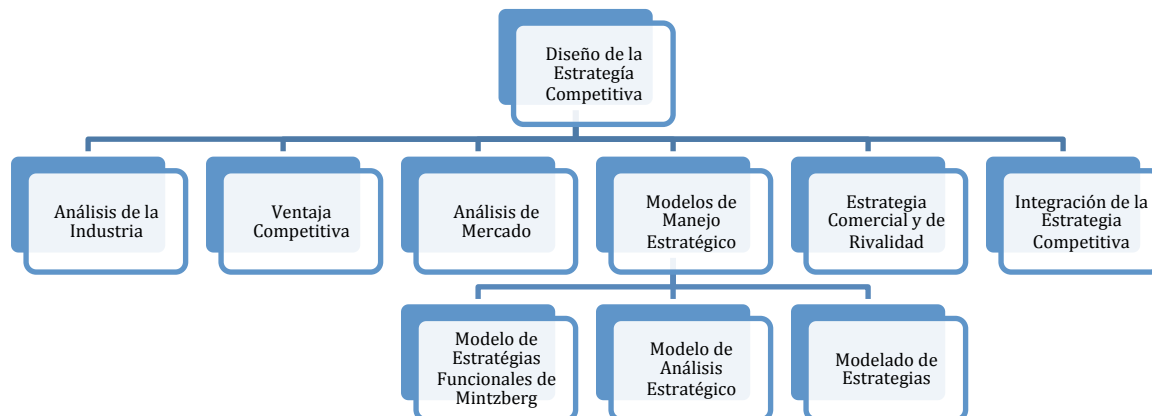 Diseño de la
Estrategía
Competitiva
Análisis de la
Industria
Ventaja
Competitiva
Análisis de
Mercado
Modelos de
Manejo
Estratégico
Estrategia
Comercial y de
Rivalidad
Integración de la
Estrategia
Competitiva
Modelo de
Estratégias
Funcionales de
Mintzberg
Modelo de
Análisis
Estratégico
Modelado de
Estrategias